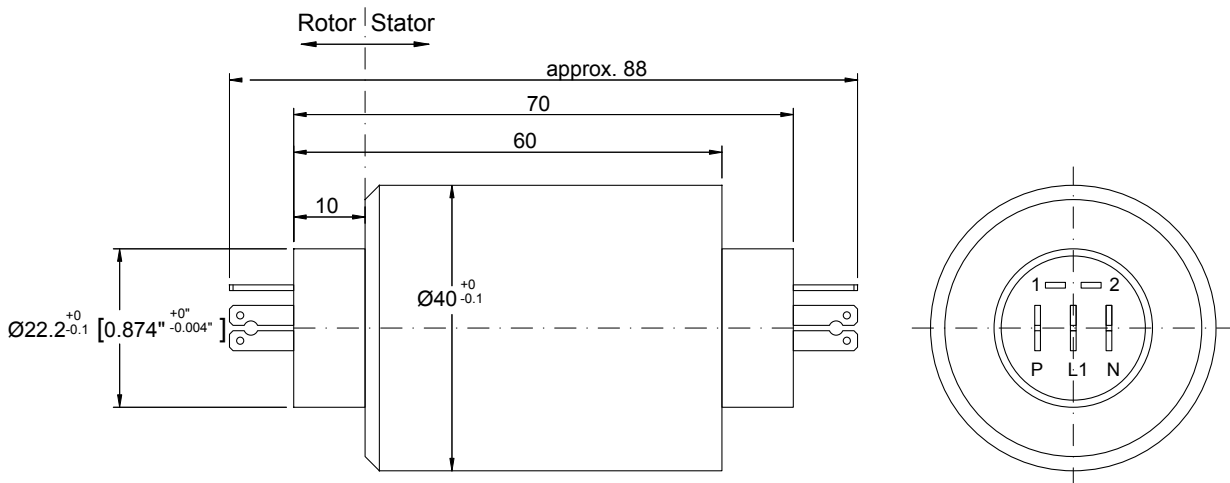 Rotor Stator
approx. 88
70
60
10
Ø40 +0 -0.1
Ø22.2 +0 -0.1 [0.874" +0" -0.004" ]
1 2
P L1 N